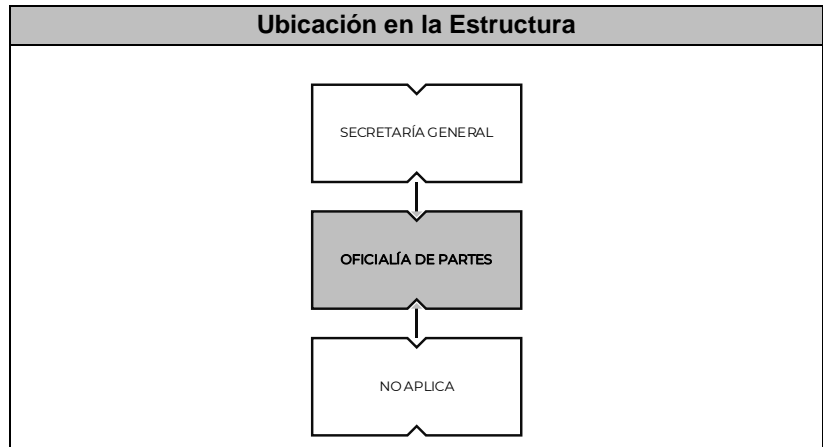 Ubicación en la Estructura
SECRETARÍA GENERAL
OFICIALÍA DE PARTES
NO APLICA